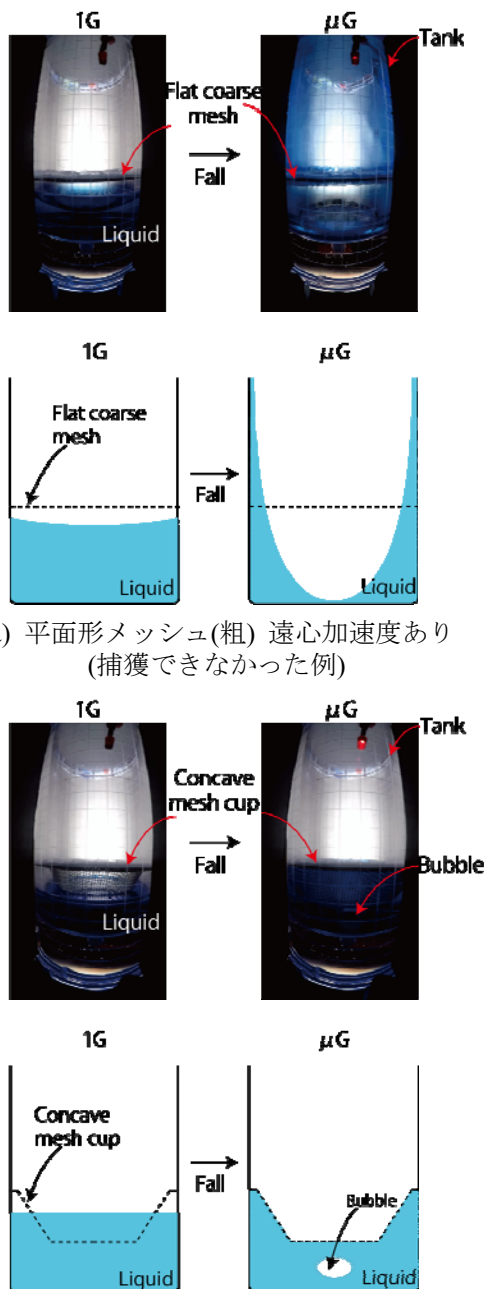 1G
μG
Tank
Flat coarse
mesh
Fall
Liquid
1G
μG
Flat coarse
mesh
Fall
Liquid
Liquid
) 平面形メッシュ(粗) 遠心加速度あり
(捕獲できなかった例)
1G
μG
Tank
Concave
mesh cup
Fall
Bubble
Liquid
1G
μG
Concave
mesh cup
Fall
Bubble
Liquid
Liquid